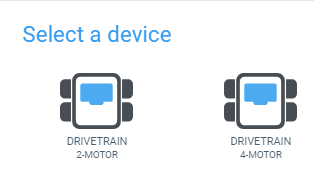 Select a device
DRIVETRAIN
2-MOTOR
DRIVETRAIN
4-MOTOR